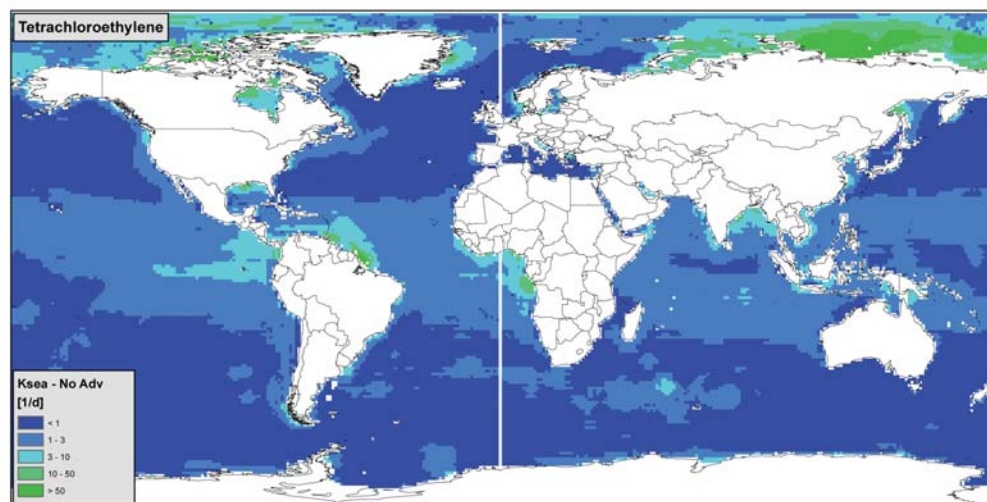 Tetrachloroethylene
Ksea - No Adv
[1/d]
< 1
1 - 3
3 - 10
10 - 50
> 50